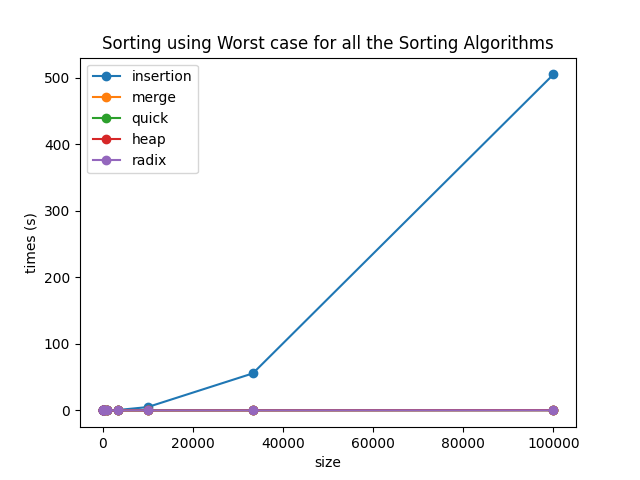 Sorting using Worst case for all the Sorting Algorithms
500
400
300
200
100
0
times (s)
insertion
merge
quick
heap
radix
0 20000 40000 60000 80000 100000
size